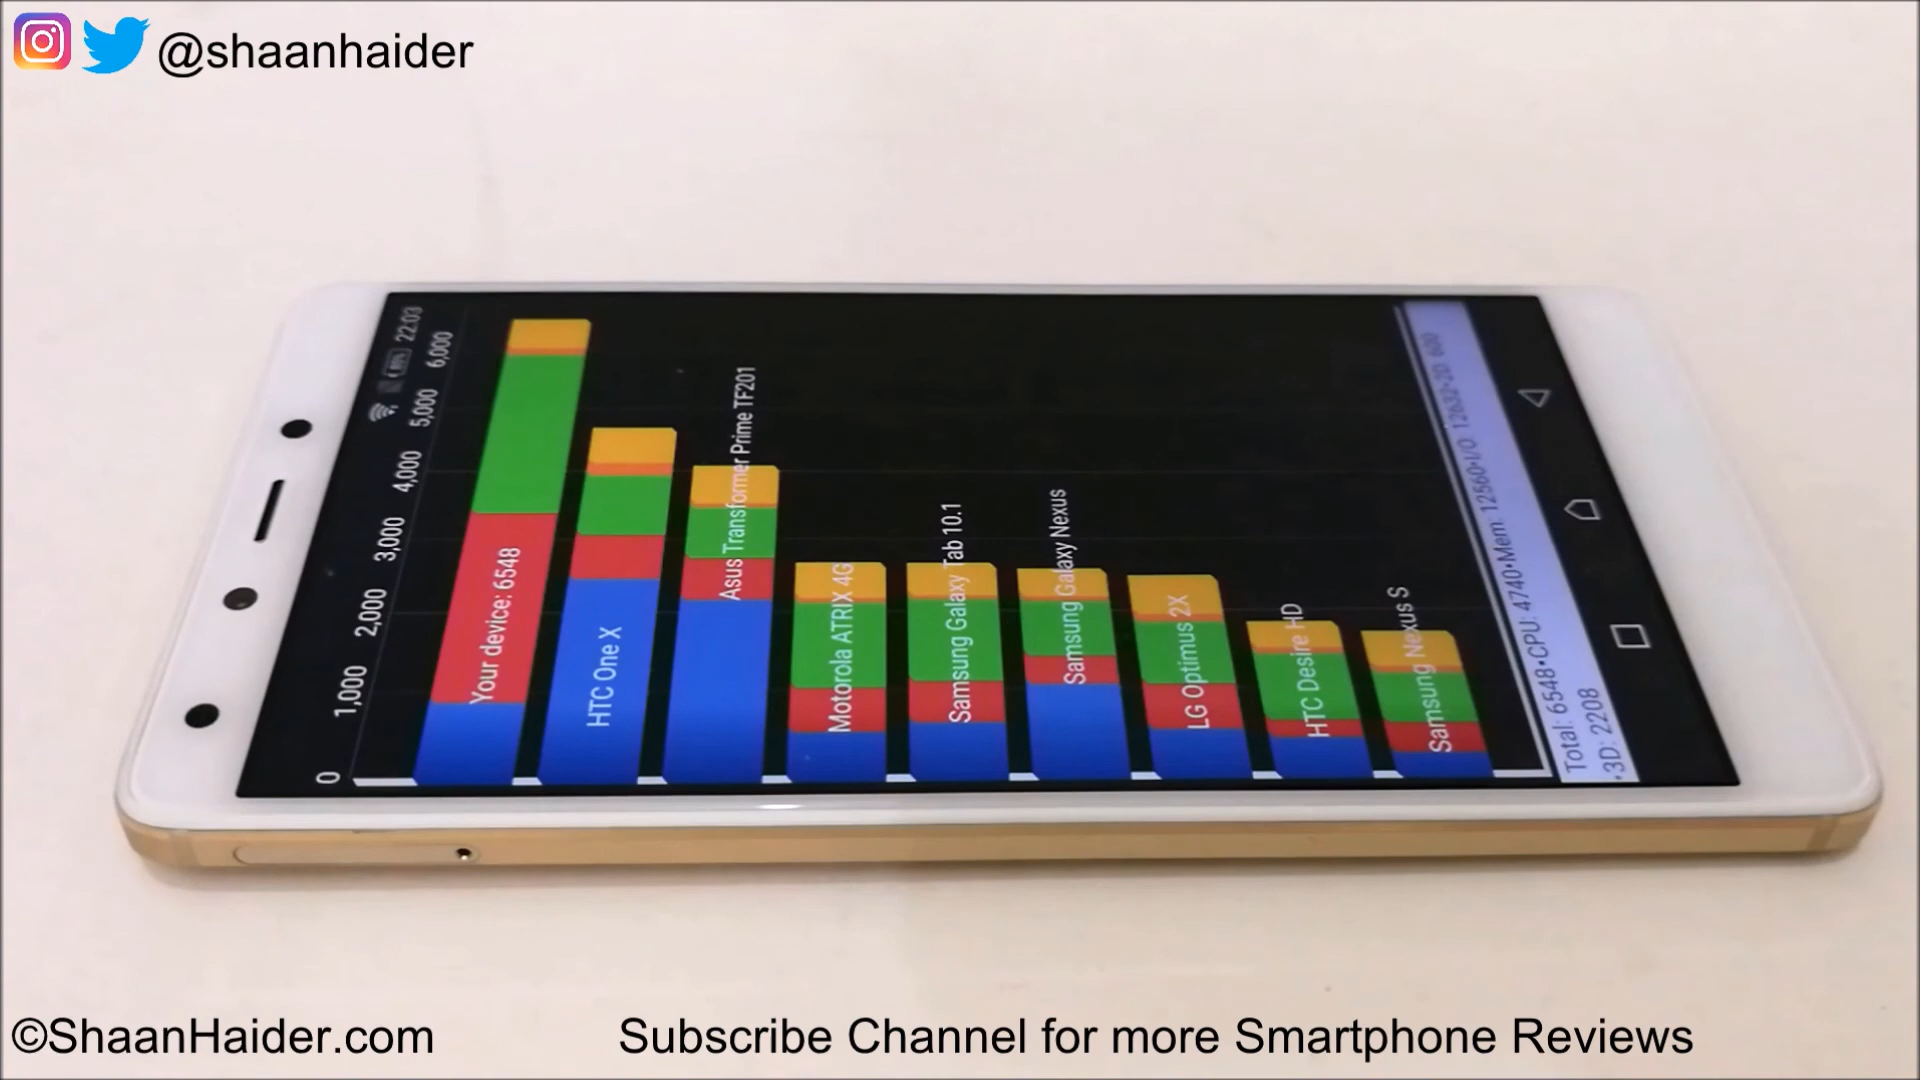 @shaanhaider
22:03
0 1,000 2,000 3,000 4,000 5,000 6,000
Your device: 6548
HTC One X
Asus Transformer Prime TF201
Motorola ATRIX 4G
Samsung Galaxy Tab 10.1
Samsung Galaxy Nexus
LG Optimus 2X
HTC Desire HD
Samsung Nexus S
Total: 6548•CPU: 4740•Mem: 12560•I/O: 12632•2D: 600
•3D: 2208
©ShaanHaider.com
Subscribe Channel for more Smartphone Reviews